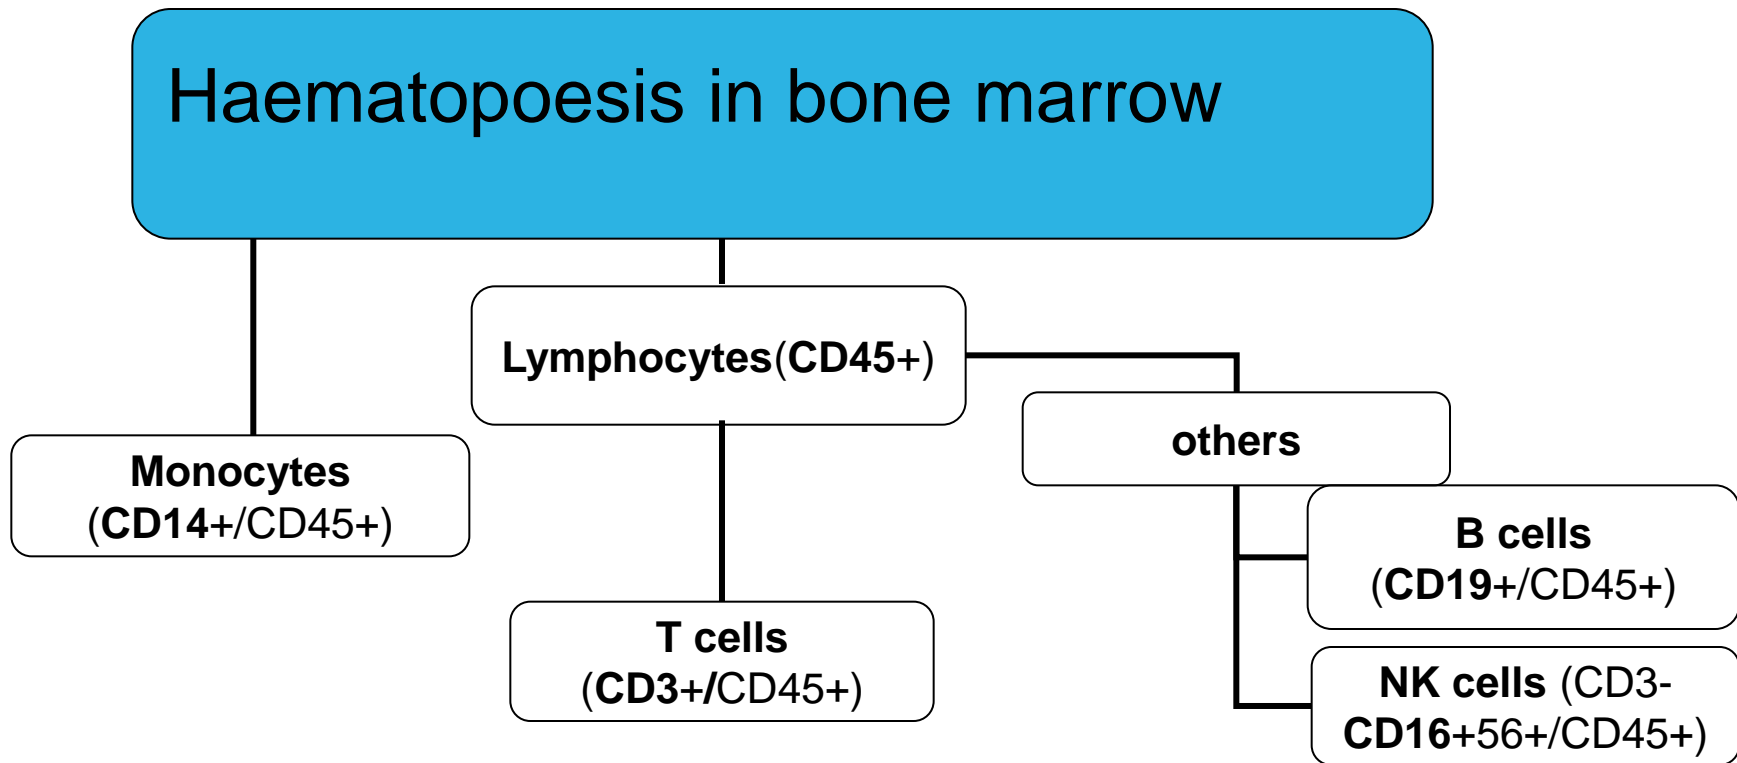 Haematopoesis in bone marrow
Lymphocytes(CD45+)
others
Monocytes
(CD14+/CD45+)
B cells
(CD19+/CD45+)
T cells
(CD3+/CD45+)
NK cells (CD3-
CD16+56+/CD45+)